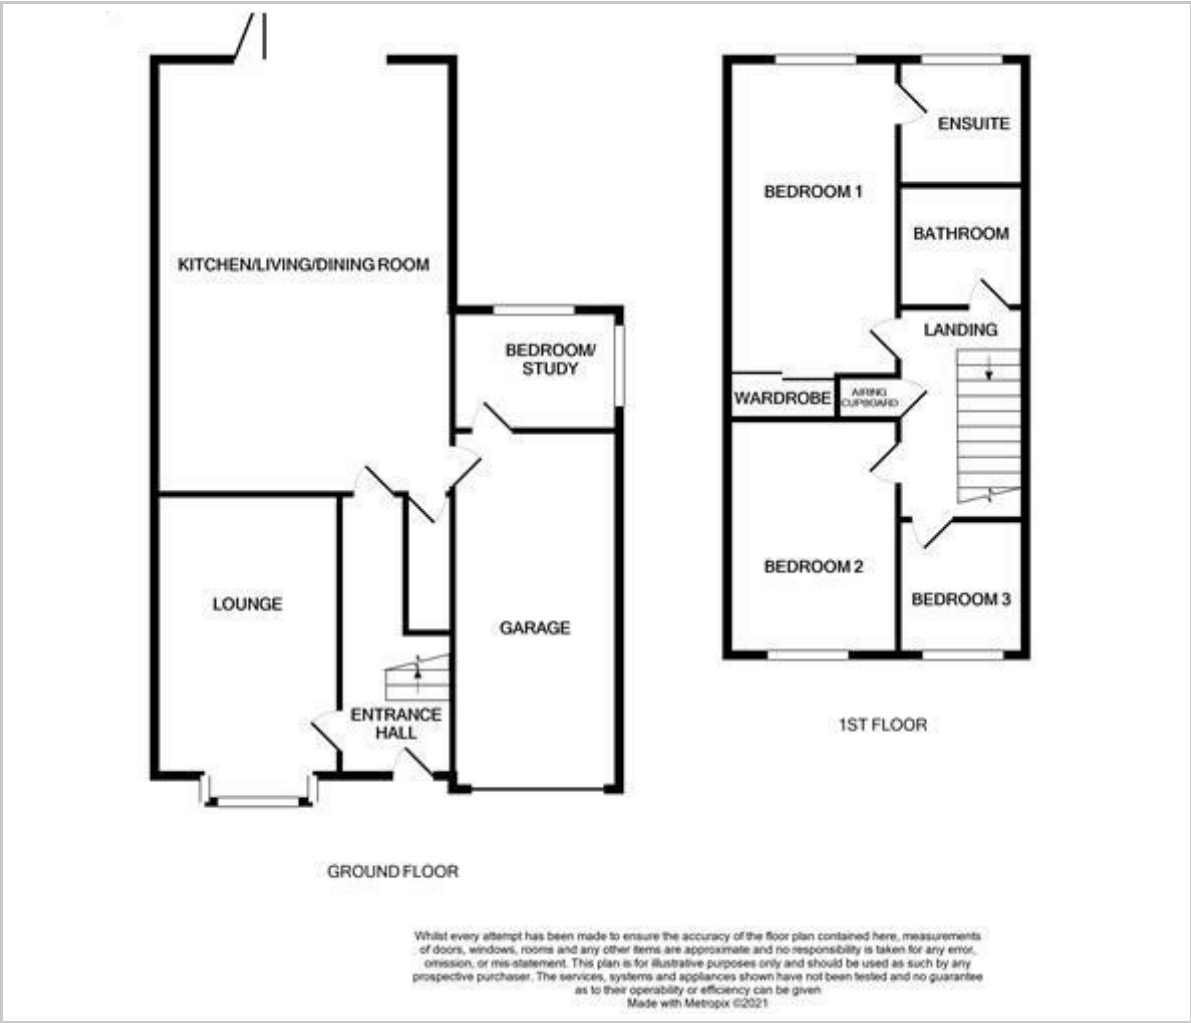 KITCHEN/LIVING/DINING ROOM
BEDROOM/
STUDY
LOUNGE
GARAGE
ENTRANCE
HALL
GROUND FLOOR
ENSUITE
BEDROOM 1
BATHROOM
LANDING
WARDROBE
AIRING
CUPBOARD
BEDROOM 2
BEDROOM 3
1ST FLOOR
Whilst every attempt has been made to ensure the accuracy of the floor plan contained here, measurements
of doors, windows, rooms and any other items are approximate and no responsibility is taken for any error,
omission, or mis-statement. This plan is for illustrative purposes only and should be used as such by any
prospective purchaser. The services, systems and appliances shown have not been tested and no guarantee
as to their operability or efficiency can be given
Made with Metropix ©2021